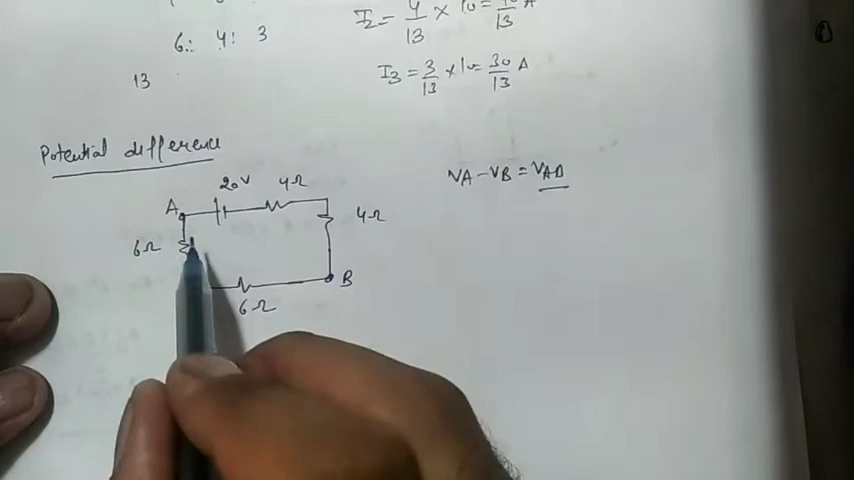 I2 = 4/13 × 10 = /13 A
6: 4: 3
I3 = 3/13 × 10 = 30/13 A
13
Potential difference
20V 4Ω
A
VA - VB = VAB
4Ω
6Ω
B
6Ω